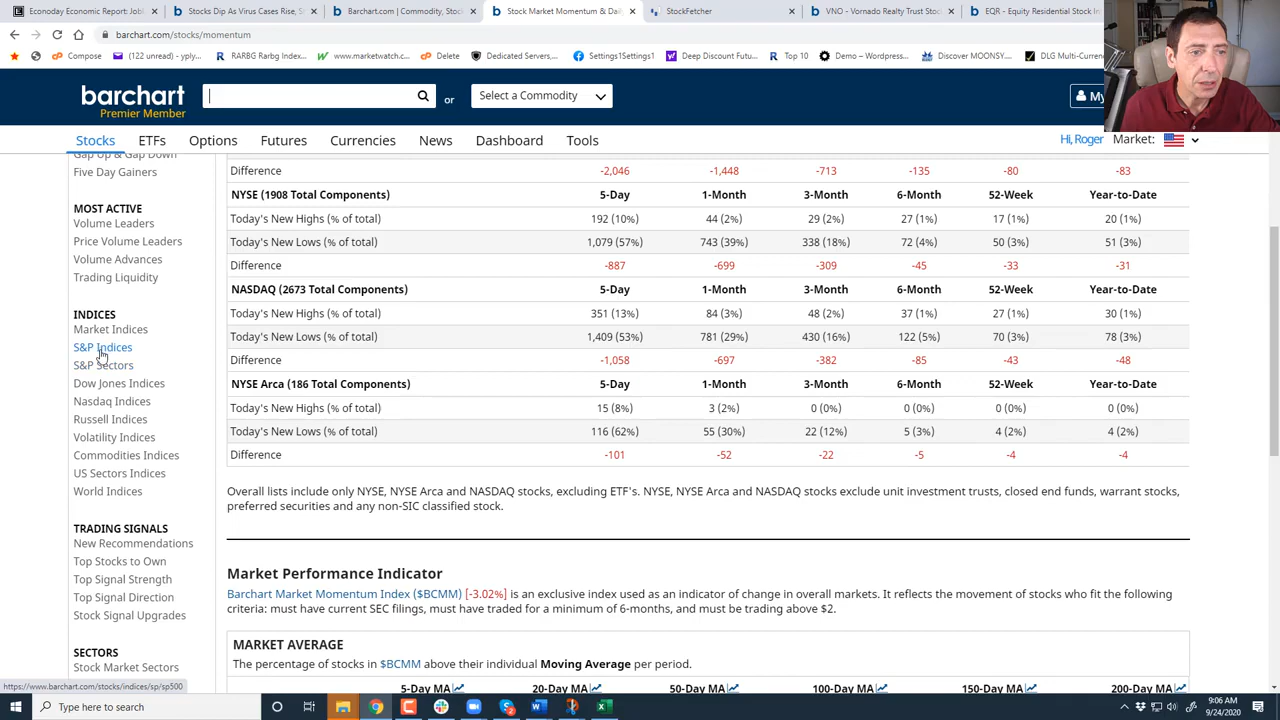 Econoday Economic Report: Jobl
Stocks Dip As Virus Cases Rise, S
Barchart.com | Commodity, Stoc
Stock Market Momentum & Daily
StockFetcher
VNO - Vornado Realty Trust Stoc
EQR - Equity Residential Stock In
barchart.com/stocks/momentum
Compose
(122 unread) - yply...
RARBG Rarbg Index...
www.marketwatch.c...
Delete
Dedicated Servers,...
Settings1Settings1
Deep Discount Futu...
Top 10
Demo – Wordpress...
Discover MOONSY...
DLG Multi-Currenc
barchart
Premier Member
or
Select a Commodity
My
Stocks
ETFs
Options
Futures
Currencies
News
Dashboard
Tools
Hi, Roger
Market:
Gap Up & Gap Down
Five Day Gainers
MOST ACTIVE
Volume Leaders
Price Volume Leaders
Volume Advances
Trading Liquidity
INDICES
Market Indices
S&P Indices
S&P Sectors
Dow Jones Indices
Nasdaq Indices
Russell Indices
Volatility Indices
Commodities Indices
US Sectors Indices
World Indices
TRADING SIGNALS
New Recommendations
Top Stocks to Own
Top Signal Strength
Top Signal Direction
Stock Signal Upgrades
SECTORS
Stock Market Sectors
Difference -2,046 -1,448 -713 -135 -80 -83
NYSE (1908 Total Components) 5-Day 1-Month 3-Month 6-Month 52-Week Year-to-Date
Today's New Highs (% of total) 192 (10%) 44 (2%) 29 (2%) 27 (1%) 17 (1%) 20 (1%)
Today's New Lows (% of total) 1,079 (57%) 743 (39%) 338 (18%) 72 (4%) 50 (3%) 51 (3%)
Difference -887 -699 -309 -45 -33 -31
NASDAQ (2673 Total Components) 5-Day 1-Month 3-Month 6-Month 52-Week Year-to-Date
Today's New Highs (% of total) 351 (13%) 84 (3%) 48 (2%) 37 (1%) 27 (1%) 30 (1%)
Today's New Lows (% of total) 1,409 (53%) 781 (29%) 430 (16%) 122 (5%) 70 (3%) 78 (3%)
Difference -1,058 -697 -382 -85 -43 -48
NYSE Arca (186 Total Components) 5-Day 1-Month 3-Month 6-Month 52-Week Year-to-Date
Today's New Highs (% of total) 15 (8%) 3 (2%) 0 (0%) 0 (0%) 0 (0%) 0 (0%)
Today's New Lows (% of total) 116 (62%) 55 (30%) 22 (12%) 5 (3%) 4 (2%) 4 (2%)
Difference -101 -52 -22 -5 -4 -4
Overall lists include only NYSE, NYSE Arca and NASDAQ stocks, excluding ETF's. NYSE, NYSE Arca and NASDAQ stocks exclude unit investment trusts, closed end funds, warrant stocks,
preferred securities and any non-SIC classified stock.
Market Performance Indicator
Barchart Market Momentum Index ($BCMM) [-3.02%] is an exclusive index used as an indicator of change in overall markets. It reflects the movement of stocks who fit the following
criteria: must have current SEC filings, must have traded for a minimum of 6-months, and must be trading above $2.
MARKET AVERAGE
The percentage of stocks in $BCMM above their individual Moving Average per period.
5-Day MA 20-Day MA 50-Day MA 100-Day MA 150-Day MA 200-Day MA
https://www.barchart.com/stocks/indices/sp/sp500
Type here to search
9:06 AM
9/24/2020